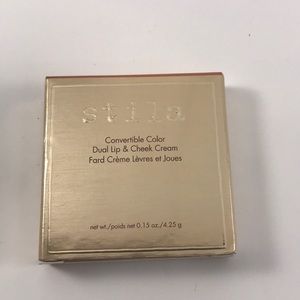 stila
Convertible Color
Dual Lip & Cheek Cream
Fard Crème Lèvres et Joues
net wt./poids net 0.15 oz./4.25 g